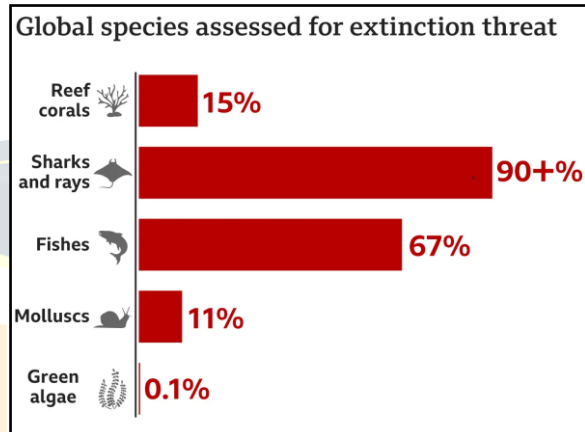 Global species assessed for extinction threat
Reef
corals
15%
Sharks
and rays
90+%
Fishes
67%
Molluscs
11%
Green
algae
0.1%